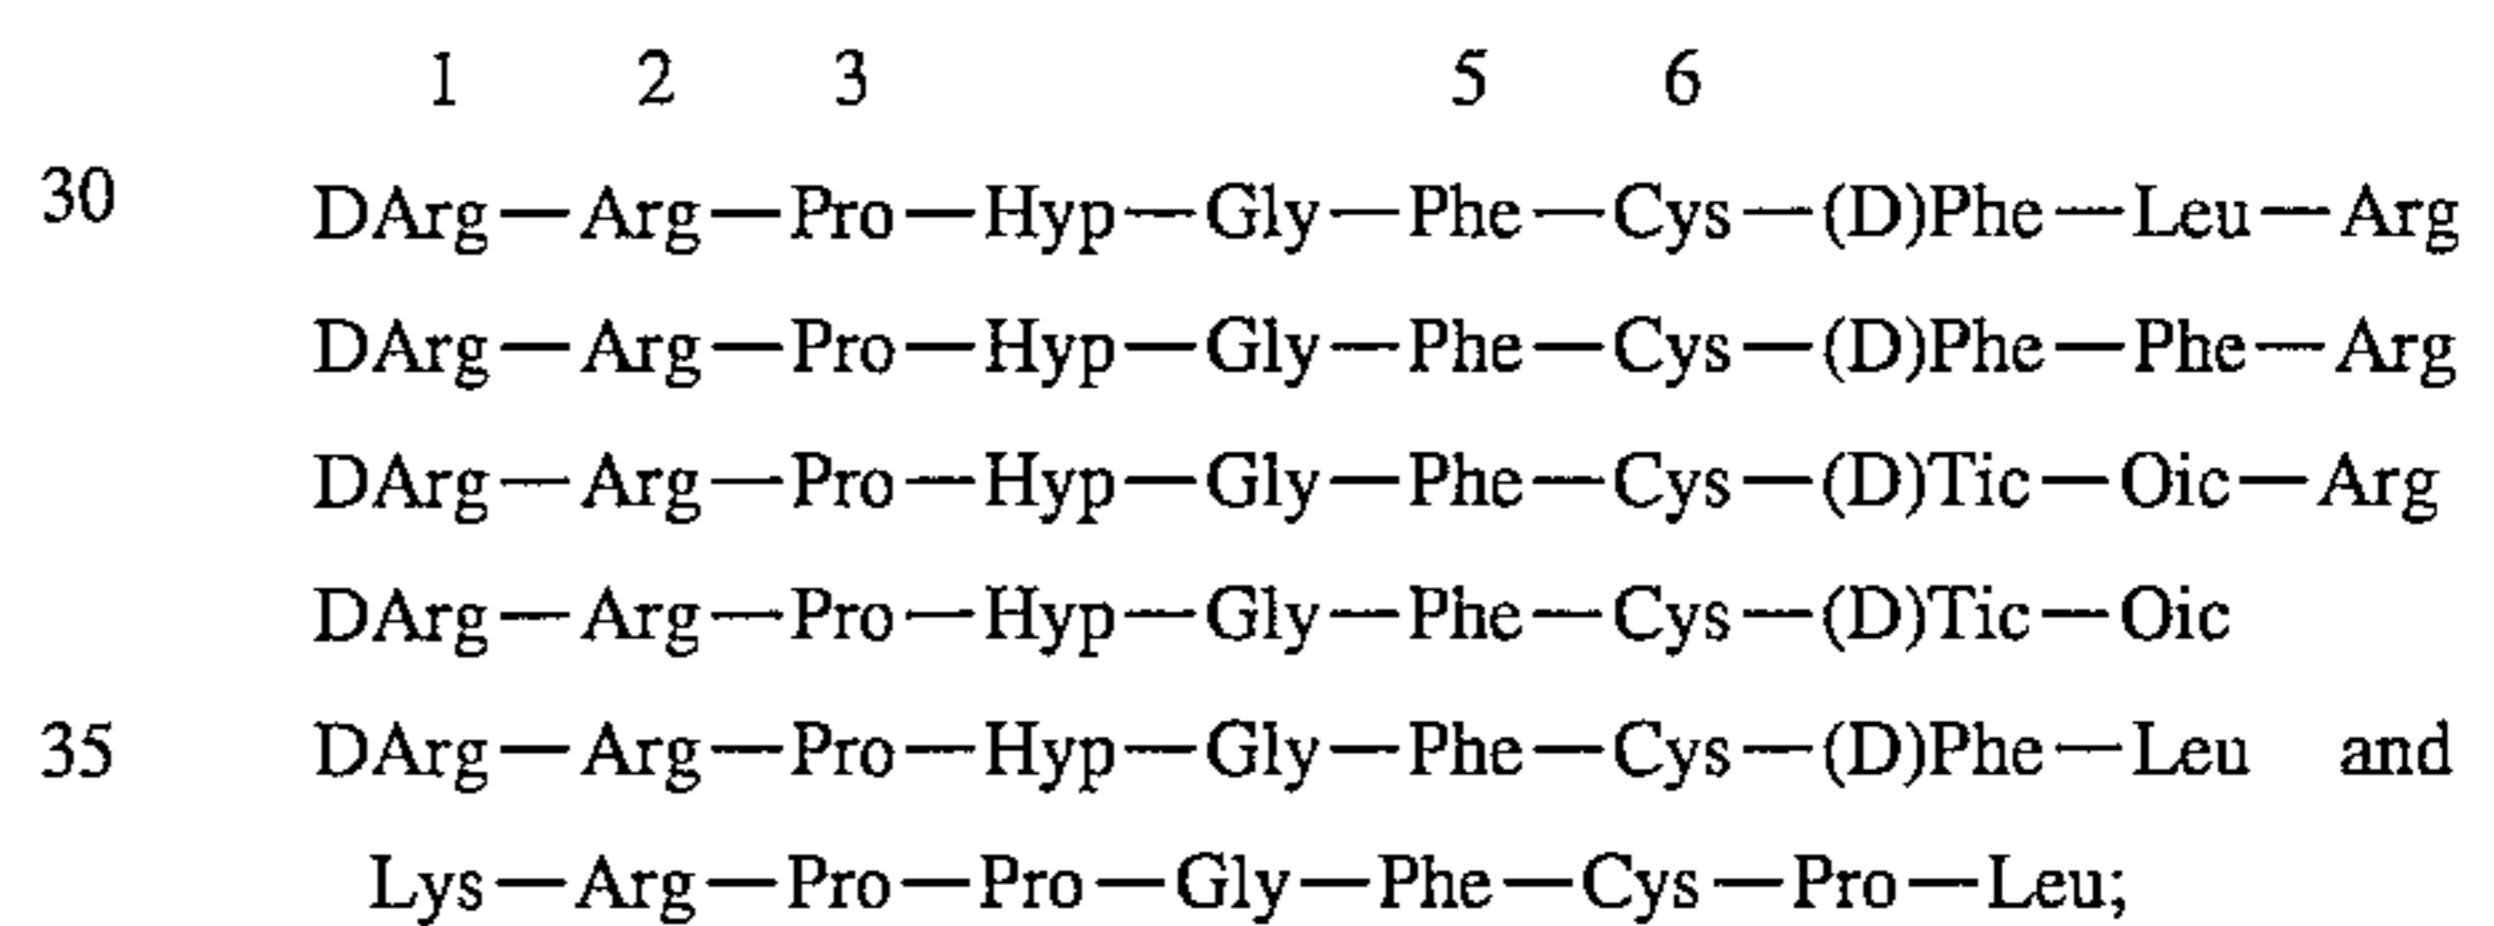 1 2 3 5 6
30 DArg—Arg—Pro—Hyp—Gly—Phe—Cys—(D)Phe—Leu—Arg
DArg—Arg—Pro—Hyp—Gly—Phe—Cys—(D)Phe—Phe—Arg
DArg—Arg—Pro—Hyp—Gly—Phe—Cys—(D)Tic—Oic—Arg
DArg—Arg—Pro—Hyp—Gly—Phe—Cys—(D)Tic—Oic
35 DArg—Arg—Pro—Hyp—Gly—Phe—Cys—(D)Phe—Leu and
Lys—Arg—Pro—Pro—Gly—Phe—Cys—Pro—Leu;